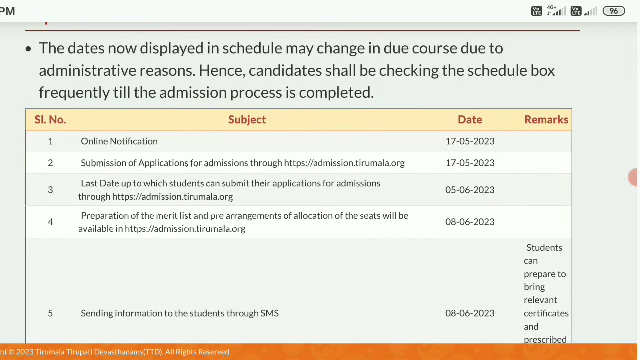 PM
4G+
96
• The dates now displayed in schedule may change in due course due to
administrative reasons. Hence, candidates shall be checking the schedule box
frequently till the admission process is completed.
Sl. No. Subject Date Remarks
1 Online Notification 17-05-2023
2 Submission of Applications for admissions through https://admission.tirumala.org 17-05-2023
3 Last Date up to which students can submit their applications for admissions
through https://admission.tirumala.org 05-06-2023
4 Preparation of the merit list and pre arrangements of allocation of the seats will be
available in https://admission.tirumala.org 08-06-2023
5 Sending information to the students through SMS 08-06-2023
Students
can
prepare to
bring
relevant
certificates
and
prescribed
© 2023 Tirumala Tirupati Devasthanams(TTD). All Rights Reserved